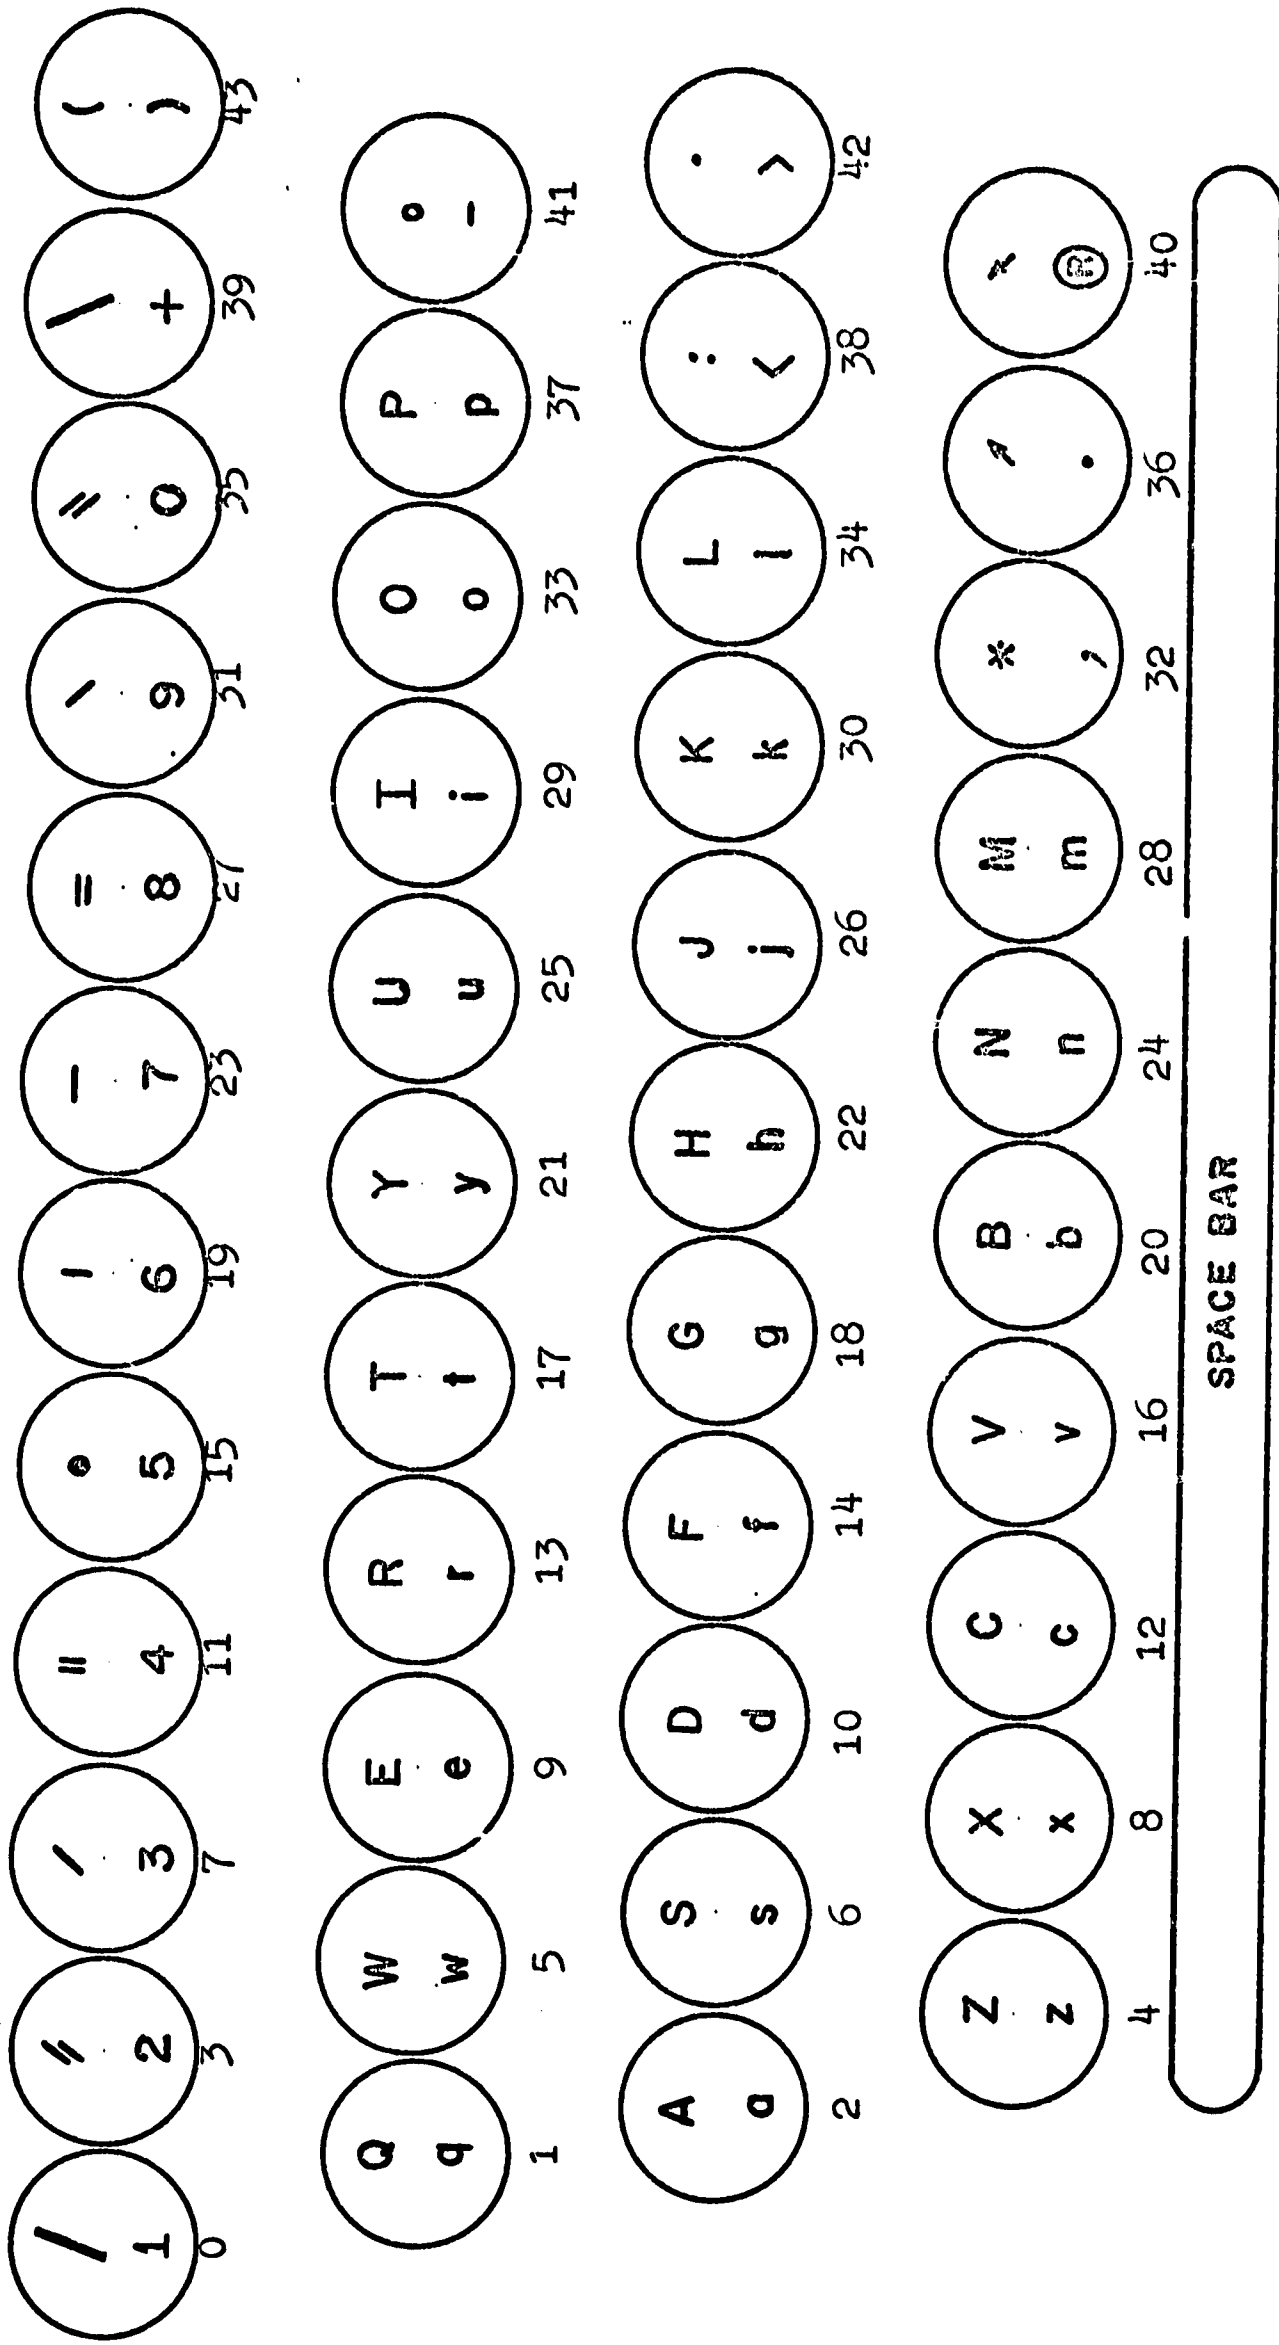 / ⸗ / ॥ • ı — = \ ⑊ \ (
1 2 3 4 5 6 7 8 9 0 + )
0 3 7 11 15 19 23 27 31 35 39 43
Q W E R T Y U I O P o
q w e r t y u i o p —
1 5 9 13 17 21 25 29 33 37 41
A S D F G H J K L : •
a s d f g h j k l < >
2 6 10 14 18 22 26 30 34 38 42
Z X C V B N M *
z x c v b n m , . ®
4 8 12 16 20 24 28 32 36 40
SPACE BAR